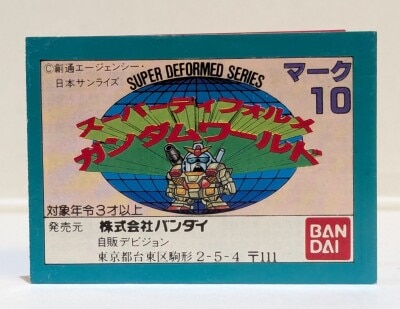 ©創通エージェンシー・
日本サンライズ
SUPER DEFORMED SERIES
マーク
10
スーパーディフォルメ
ガンダムワールド
対象年令3才以上
発売元 株式会社バンダイ
自販デビジョン
東京都台東区駒形2-5-4 〒111
BAN
DAI